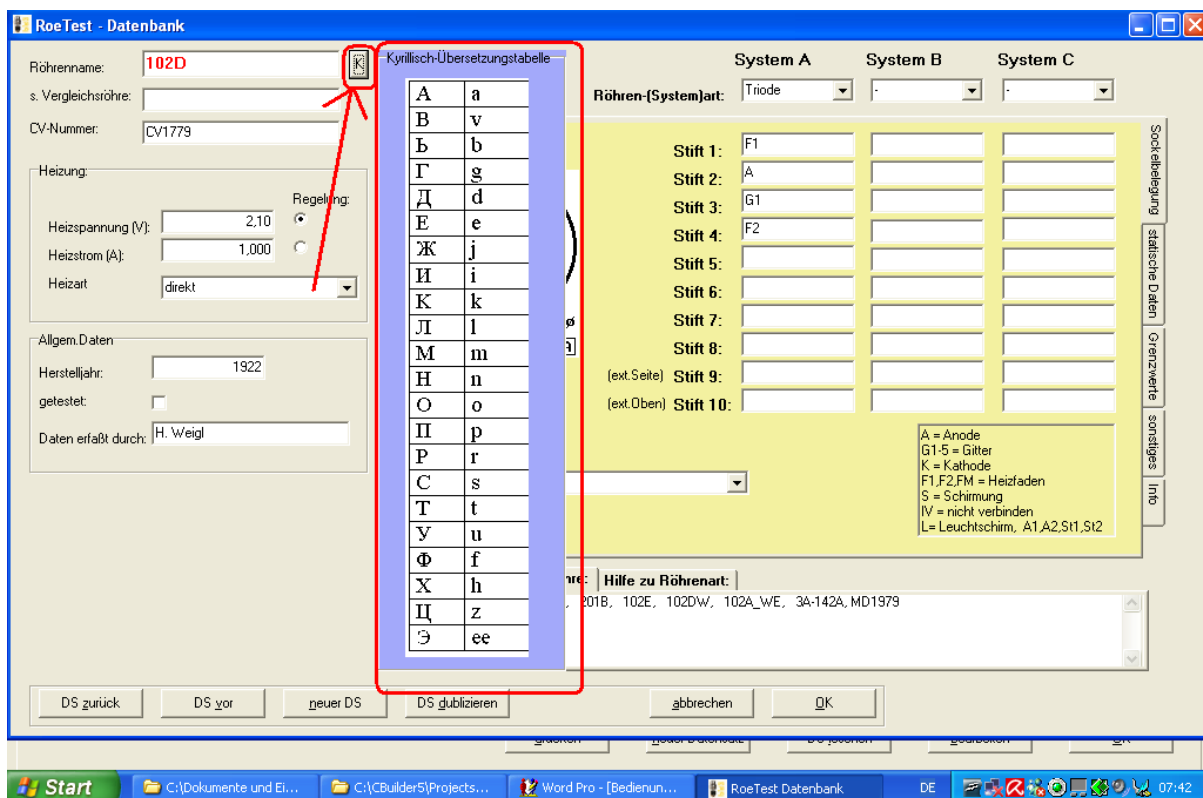 RoeTest - Datenbank
Röhrenname: 102D K
s. Vergleichsröhre:
CV-Nummer: CV1779
Heizung:
Regelung:
Heizspannung (V): 2,10
Heizstrom (A): 1,000
Heizart direkt
Allgem.Daten
Herstelljahr: 1922
getestet:
Daten erfaßt durch: H. Weigl
Kyrillisch-Übersetzungstabelle
А a
В v
Ь b
Г g
Д d
Е e
Ж j
И i
К k
Л l
М m
Н n
О o
П p
Р r
С s
Т t
У u
Ф f
Х h
Ц z
Э ee
System A System B System C
Röhren-(System)art: Triode - -
Stift 1: F1
Stift 2: A
Stift 3: G1
Stift 4: F2
Stift 5:
Stift 6:
Stift 7:
Stift 8:
(ext.Seite) Stift 9:
(ext.Oben) Stift 10:
A = Anode
G1-5 = Gitter
K = Kathode
F1,F2,FM = Heizfaden
S = Schirmung
IV = nicht verbinden
L= Leuchtschirm, A1,A2,St1,St2
Sockelbelegung
statische Daten
Grenzwerte
sonstiges
Info
Hilfe zu Röhrenart:
201B, 102E, 102DW, 102A_WE, 3A-142A, MD1979
DS zurück DS vor neuer DS DS dublizieren abbrechen OK
Start C:\Dokumente und Ei... C:\CBuilder5\Projects... Word Pro - [Bedienun... RoeTest Datenbank DE 07:42